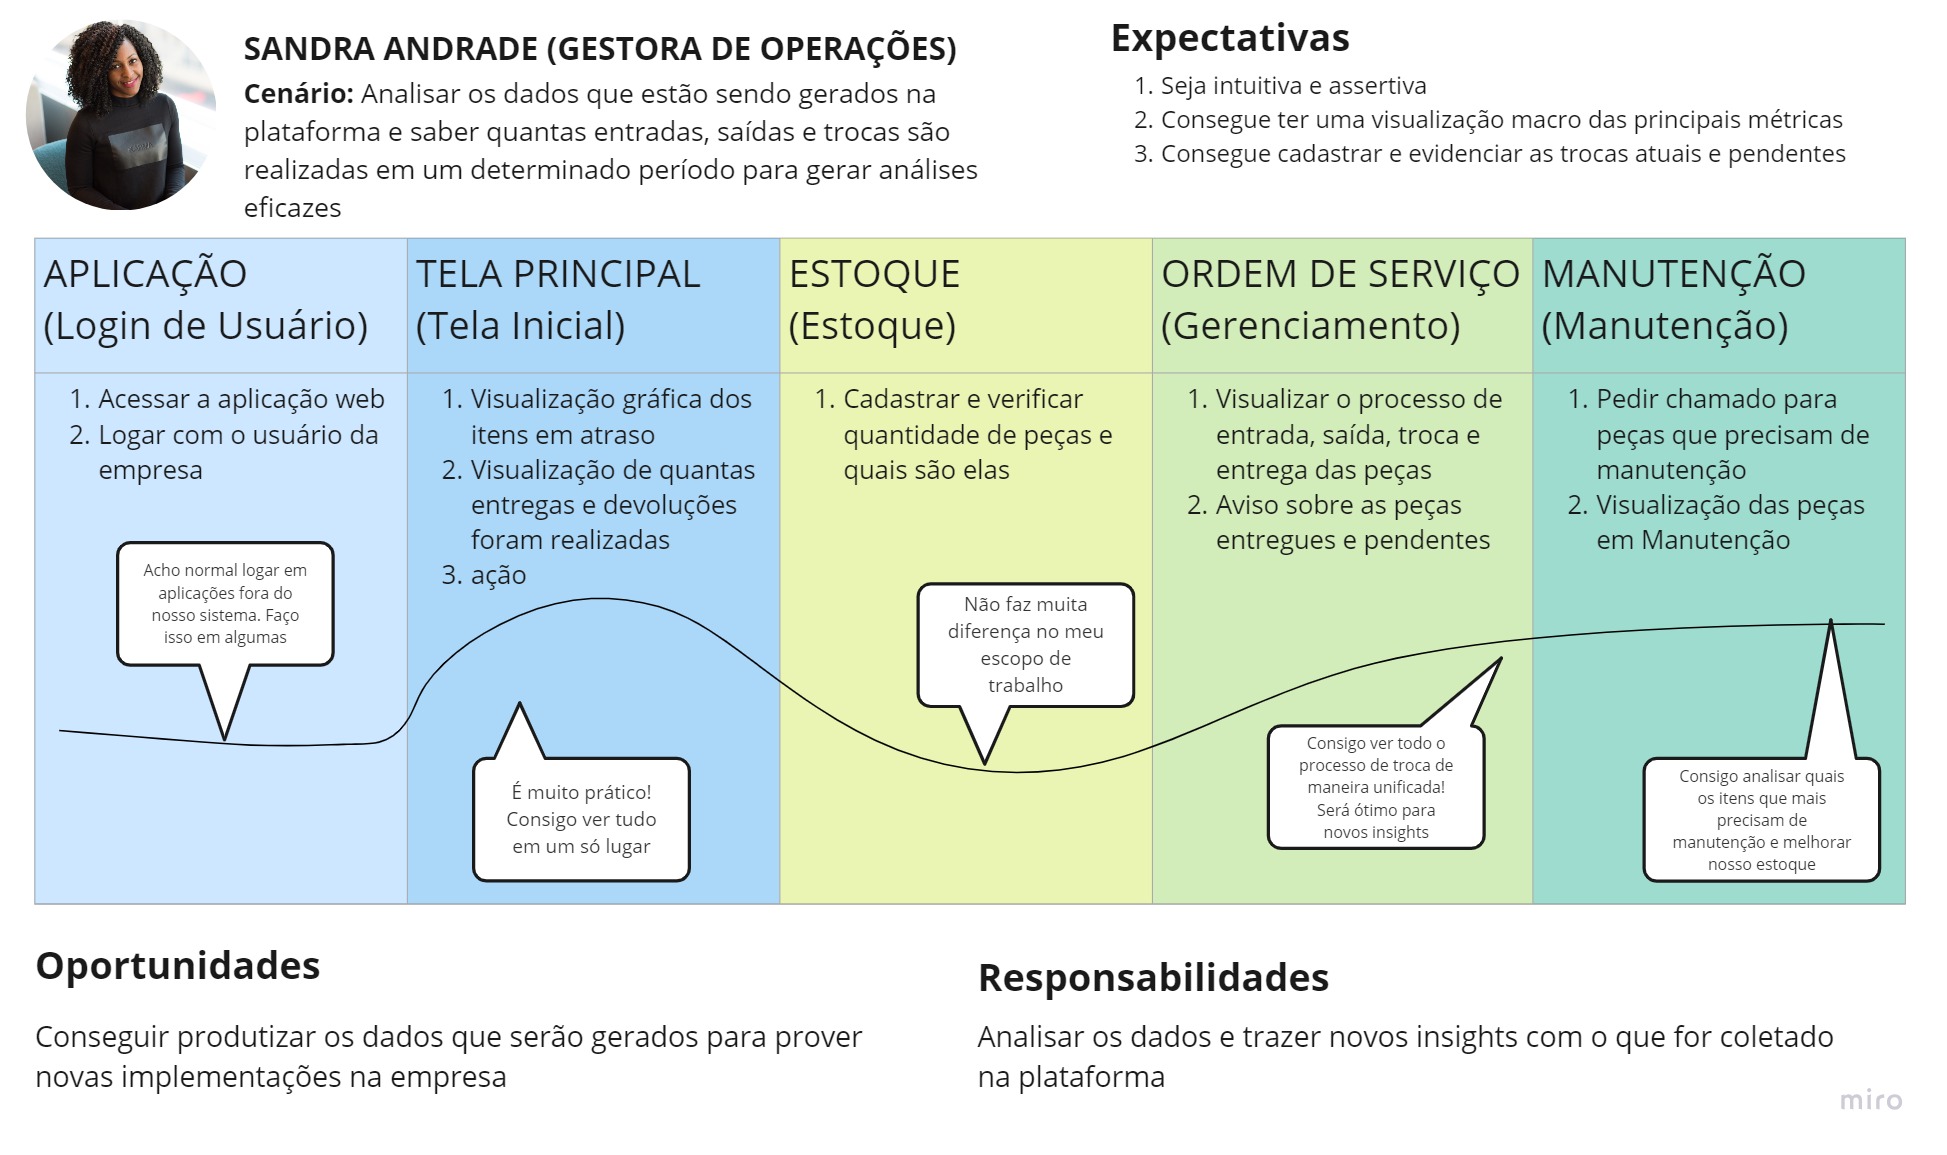 SANDRA ANDRADE (GESTORA DE OPERAÇÕES)
Cenário: Analisar os dados que estão sendo gerados na
plataforma e saber quantas entradas, saídas e trocas são
realizadas em um determinado período para gerar análises
eficazes
Expectativas
1. Seja intuitiva e assertiva
2. Consegue ter uma visualização macro das principais métricas
3. Consegue cadastrar e evidenciar as trocas atuais e pendentes
APLICAÇÃO
(Login de Usuário)
1. Acessar a aplicação web
2. Logar com o usuário da
empresa
Acho normal logar em
aplicações fora do
nosso sistema. Faço
isso em algumas
TELA PRINCIPAL
(Tela Inicial)
1. Visualização gráfica dos
itens em atraso
2. Visualização de quantas
entregas e devoluções
foram realizadas
3. ação
É muito prático!
Consigo ver tudo
em um só lugar
ESTOQUE
(Estoque)
1. Cadastrar e verificar
quantidade de peças e
quais são elas
Não faz muita
diferença no meu
escopo de
trabalho
ORDEM DE SERVIÇO
(Gerenciamento)
1. Visualizar o processo de
entrada, saída, troca e
entrega das peças
2. Aviso sobre as peças
entregues e pendentes
Consigo ver todo o
processo de troca de
maneira unificada!
Será ótimo para
novos insights
MANUTENÇÃO
(Manutenção)
1. Pedir chamado para
peças que precisam de
manutenção
2. Visualização das peças
em Manutenção
Consigo analisar quais
os itens que mais
precisam de
manutenção e melhorar
nosso estoque
Oportunidades
Conseguir produtizar os dados que serão gerados para prover
novas implementações na empresa
Responsabilidades
Analisar os dados e trazer novos insights com o que for coletado
na plataforma
miro